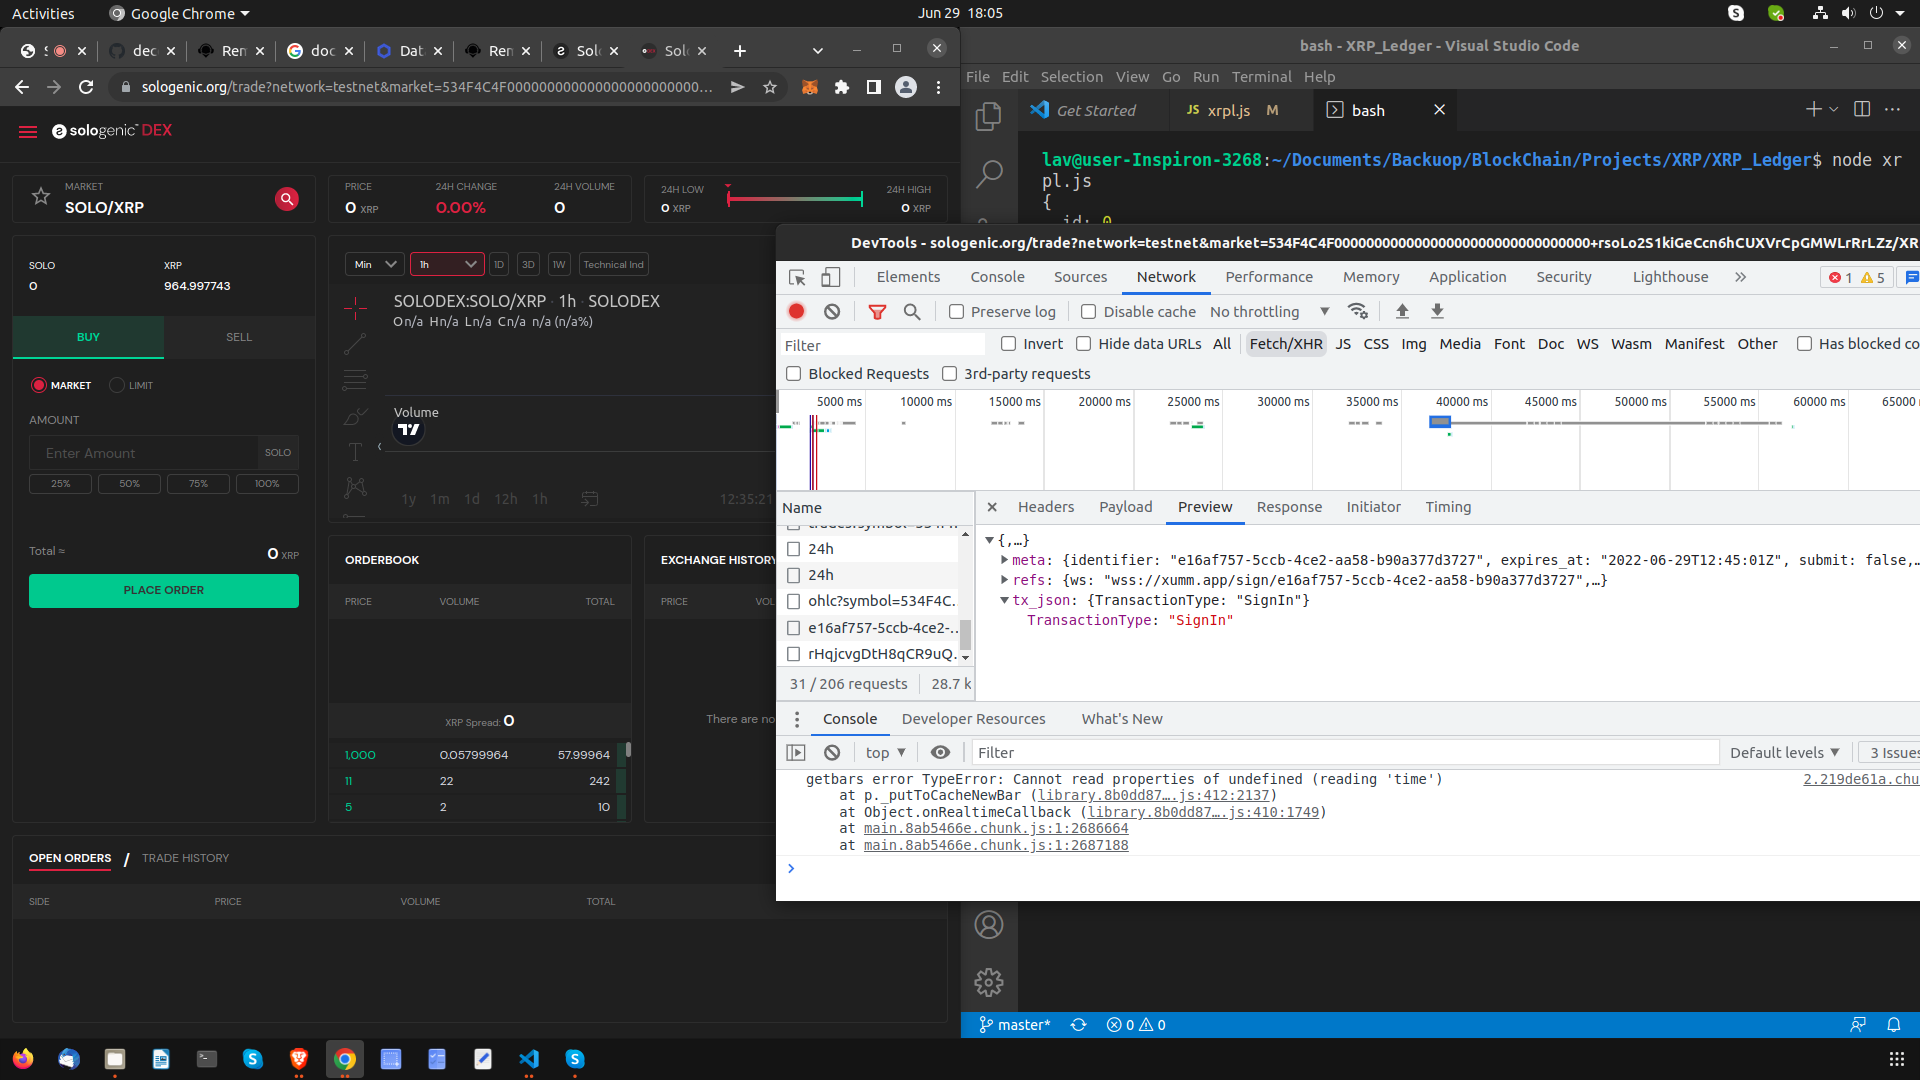 Activities
Google Chrome
Jun 29  18:05
S
dec
Rem
doc
Dat
Ren
Sol
Solo
sologenic.org/trade?network=testnet&market=534F4C4F000000000000000000000000...
sologenic DEX
MARKET
SOLO/XRP
PRICE
0 XRP
24H CHANGE
0.00%
24H VOLUME
0
24H LOW
0 XRP
24H HIGH
0 XRP
SOLO
0
XRP
964.997743
BUY
SELL
MARKET
LIMIT
AMOUNT
Enter Amount
SOLO
25%
50%
75%
100%
Total ≈
0 XRP
PLACE ORDER
Min
1h
1D
3D
1W
Technical Ind
SOLODEX:SOLO/XRP · 1h · SOLODEX
On/a Hn/a Ln/a Cn/a n/a (n/a%)
Volume
1y 1m 1d 12h 1h
12:35:21
ORDERBOOK
PRICE VOLUME TOTAL
XRP Spread: 0
1,000 0.05799964 57.99964
11 22 242
5 2 10
EXCHANGE HISTORY
PRICE VOL
There are no
OPEN ORDERS / TRADE HISTORY
SIDE PRICE VOLUME TOTAL
bash - XRP_Ledger - Visual Studio Code
File Edit Selection View Go Run Terminal Help
Get Started
JS xrpl.js M
bash
lav@user-Inspiron-3268:~/Documents/Backuop/BlockChain/Projects/XRP/XRP_Ledger$ node xr
pl.js
{
id: 0
DevTools - sologenic.org/trade?network=testnet&market=534F4C4F00000000000000000000000000000000+rsoLo2S1kiGeCcn6hCUXVrCpGMWLrRrLZz/XR
Elements Console Sources Network Performance Memory Application Security Lighthouse
1 5
Preserve log Disable cache No throttling
Filter
Invert Hide data URLs All Fetch/XHR JS CSS Img Media Font Doc WS Wasm Manifest Other Has blocked co
Blocked Requests 3rd-party requests
5000 ms 10000 ms 15000 ms 20000 ms 25000 ms 30000 ms 35000 ms 40000 ms 45000 ms 50000 ms 55000 ms 60000 ms 65000
Name
24h
24h
ohlc?symbol=534F4C...
e16af757-5ccb-4ce2-...
rHqjcvgDtH8qCR9uQ...
31 / 206 requests 28.7 k
Headers Payload Preview Response Initiator Timing
{,…}
meta: {identifier: "e16af757-5ccb-4ce2-aa58-b90a377d3727", expires_at: "2022-06-29T12:45:01Z", submit: false,…
refs: {ws: "wss://xumm.app/sign/e16af757-5ccb-4ce2-aa58-b90a377d3727",…}
tx_json: {TransactionType: "SignIn"}
TransactionType: "SignIn"
Console Developer Resources What's New
top
Filter
Default levels
3 Issues
getbars error TypeError: Cannot read properties of undefined (reading 'time')
2.219de61a.chu
at p._putToCacheNewBar (library.8b0dd87….js:412:2137)
at Object.onRealtimeCallback (library.8b0dd87….js:410:1749)
at main.8ab5466e.chunk.js:1:2686664
at main.8ab5466e.chunk.js:1:2687188
master*
0 0